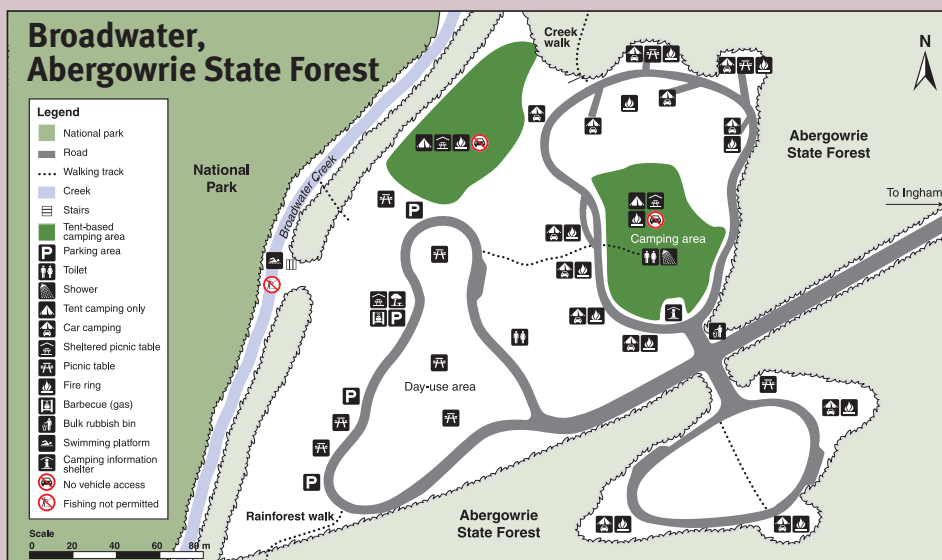 Broadwater,
Abergowrie State Forest
Legend
National park
Road
Walking track
Creek
Stairs
Tent-based
camping area
P
Parking area
Toilet
Shower
Tent camping only
Car camping
Sheltered picnic table
Picnic table
Fire ring
Barbecue (gas)
Bulk rubbish bin
Swimming platform
Camping information
shelter
No vehicle access
Fishing not permitted
Scale
0 20 40 60 80 m
National
Park
Broadwater Creek
Creek
walk
N
Abergowrie
State Forest
To Ingham
P
Camping area
P
Day-use area
P
P
Rainforest walk
Abergowrie
State Forest